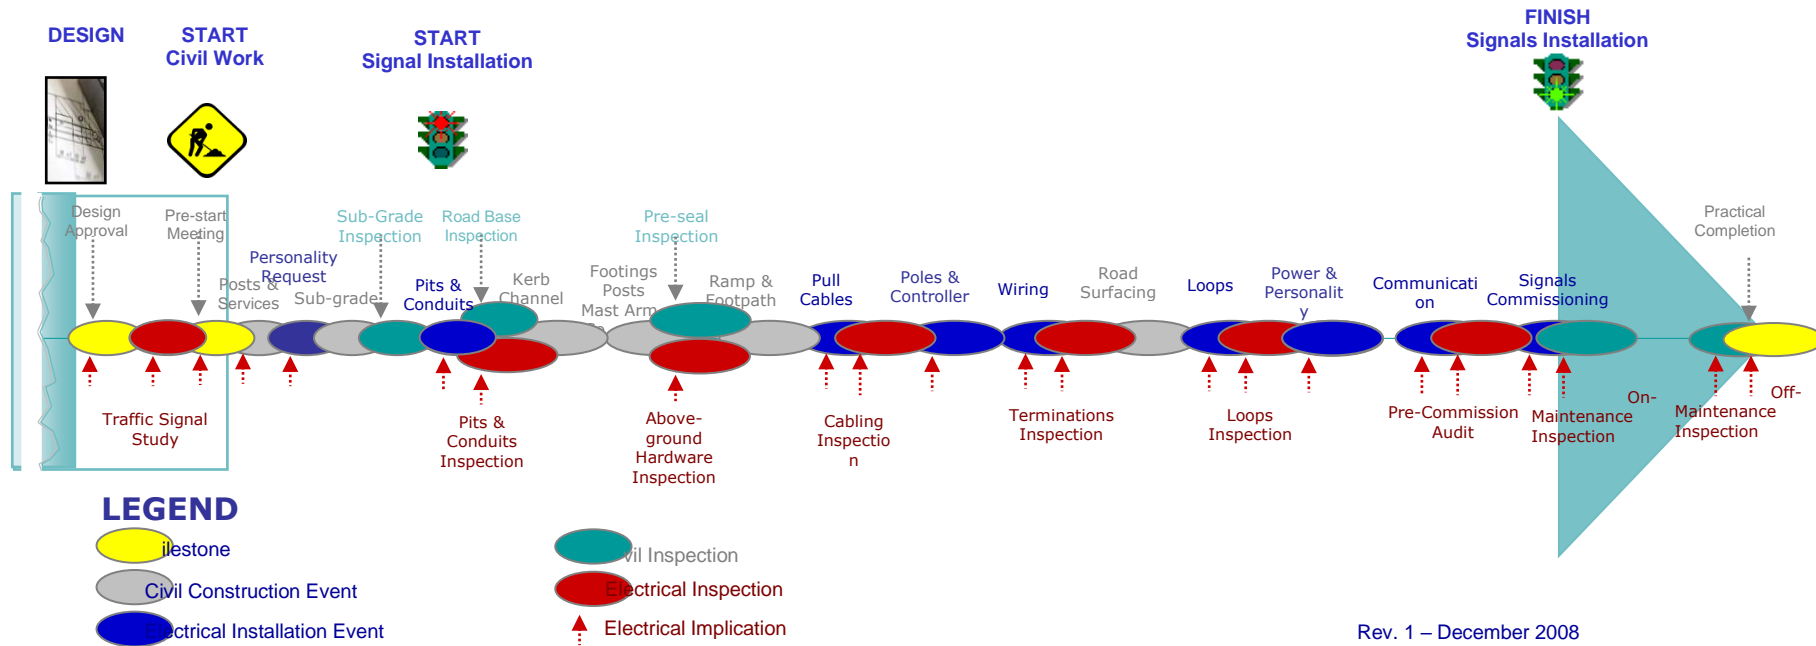 DESIGN
START
Civil Work
START
Signal Installation
FINISH
Signals Installation
Design
Approval
Pre-start
Meeting
Posts &
Services
Personality
Request
Sub-grade
Sub-Grade
Inspection
Pits &
Conduits
Road Base
Inspection
Kerb
Channel
Footings
Posts
Mast Arm
Pre-seal
Inspection
Ramp &
Footpath
Pull
Cables
Poles &
Controller
Wiring
Road
Surfacing
Loops
Power &
Personalit
y
Communicati
on
Signals
Commissioning
Practical
Completion
Traffic Signal
Study
Pits &
Conduits
Inspection
Above-
ground
Hardware
Inspection
Cabling
Inspectio
n
Terminations
Inspection
Loops
Inspection
Pre-Commission
Audit
On-
Maintenance
Inspection
Off-
Maintenance
Inspection
LEGEND
ilestone
Civil Construction Event
Electrical Installation Event
vil Inspection
Electrical Inspection
Electrical Implication
Rev. 1 – December 2008